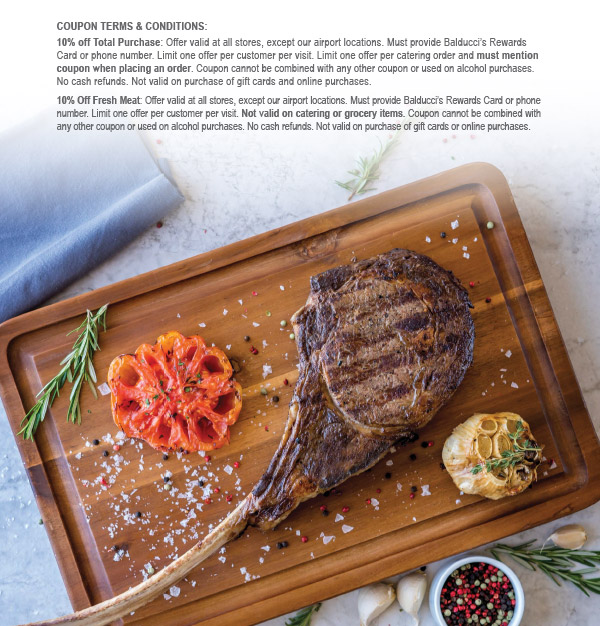 COUPON TERMS & CONDITIONS:
10% off Total Purchase: Offer valid at all stores, except our airport locations. Must provide Balducci's Rewards
Card or phone number. Limit one offer per customer per visit. Limit one offer per catering order and must mention
coupon when placing an order. Coupon cannot be combined with any other coupon or used on alcohol purchases.
No cash refunds. Not valid on purchase of gift cards and online purchases.
10% Off Fresh Meat: Offer valid at all stores, except our airport locations. Must provide Balducci's Rewards Card or phone
number. Limit one offer per customer per visit. Not valid on catering or grocery items. Coupon cannot be combined with
any other coupon or used on alcohol purchases. No cash refunds. Not valid on purchase of gift cards or online purchases.